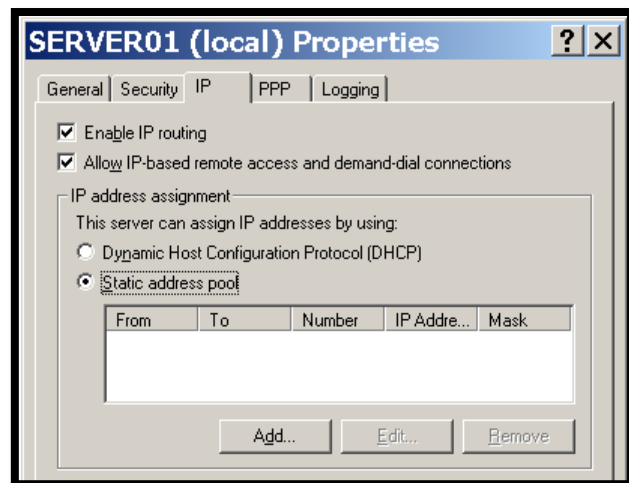 SERVER01 (local) Properties ? ×
General Security IP PPP Logging
Enable IP routing
Allow IP-based remote access and demand-dial connections
IP address assignment
This server can assign IP addresses by using:
Dynamic Host Configuration Protocol (DHCP)
Static address pool
From To Number IP Addre... Mask
Add... Edit... Remove